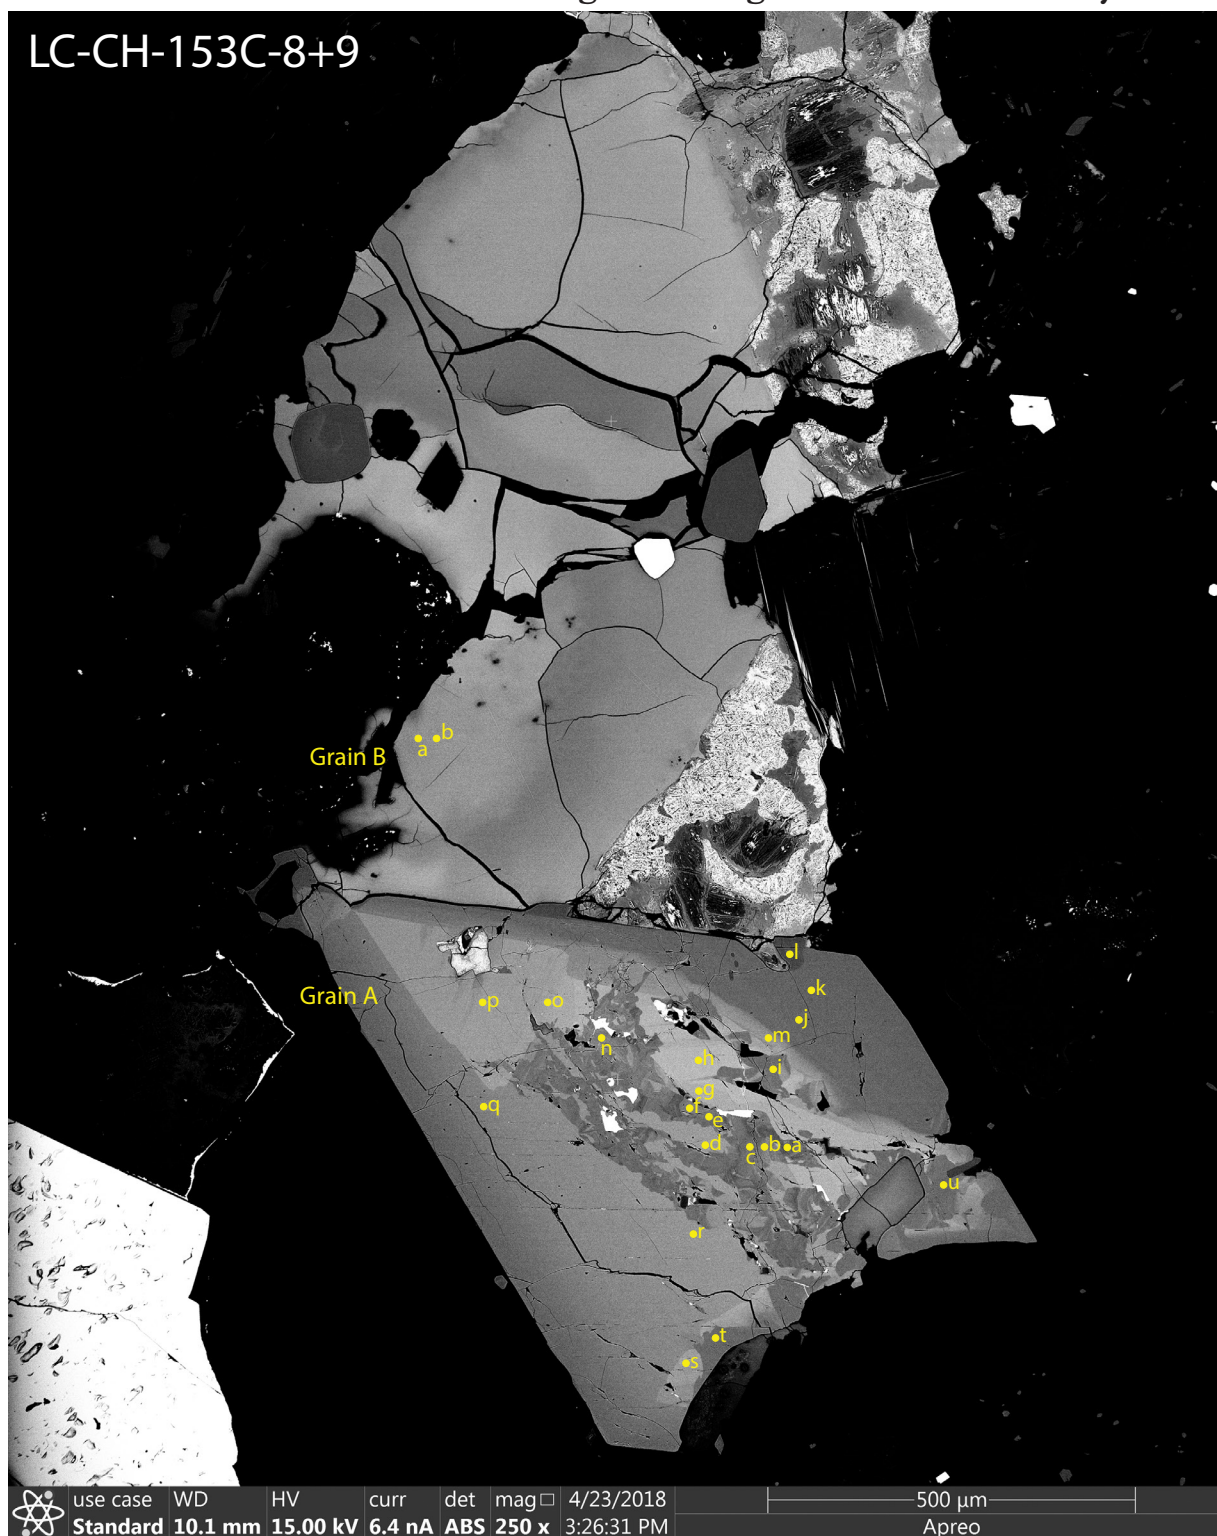 LC-CH-153C-8+9
b
a
Grain B
l
Grain A
k
p
o
j
m
n
h
i
g
q
f
e
d
c
b
a
u
r
t
s
use case WD HV curr det mag □ 4/23/2018 500 µm
Standard 10.1 mm 15.00 kV 6.4 nA ABS 250 x 3:26:31 PM Apreo